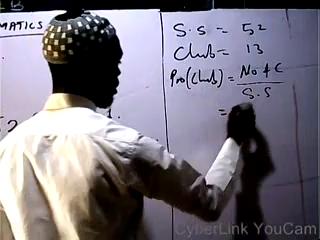 MATICS
S.S = 52
Club = 13
Pro(Club) = No of C
S.S
=
CyberLink YouCam